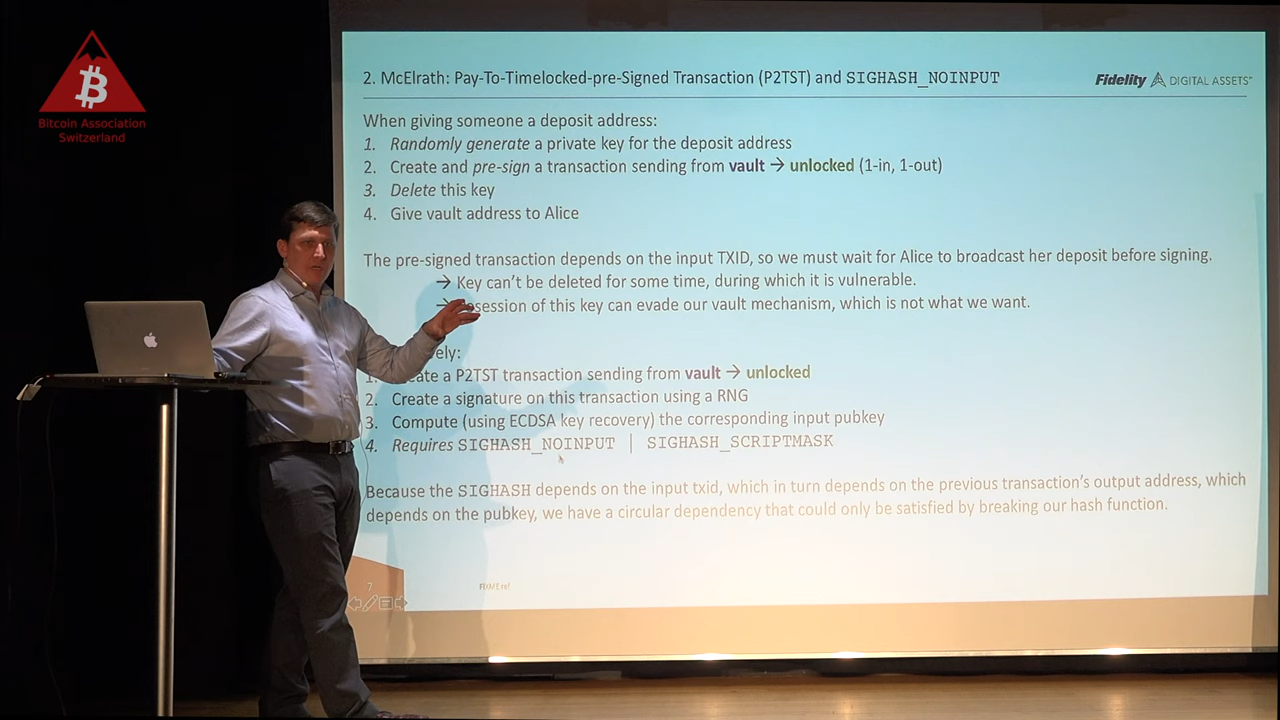 Bitcoin Association
Switzerland
2. McElrath: Pay-To-Timelocked-pre-Signed Transaction (P2TST) and SIGHASH_NOINPUT
Fidelity DIGITAL ASSETS℠
When giving someone a deposit address:
1. Randomly generate a private key for the deposit address
2. Create and pre-sign a transaction sending from vault → unlocked (1-in, 1-out)
3. Delete this key
4. Give vault address to Alice
The pre-signed transaction depends on the input TXID, so we must wait for Alice to broadcast her deposit before signing.
→ Key can't be deleted for some time, during which it is vulnerable.
→ of this key can evade our vault mechanism, which is not what we want.
1. a P2TST transaction sending from vault → unlocked
2. Create a signature on this transaction using a RNG
3. Compute (using ECDSA key recovery) the corresponding input pubkey
4. Requires SIGHASH_NOINPUT | SIGHASH_SCRIPTMASK
Because the SIGHASH depends on the input txid, which in turn depends on the previous transaction's output address, which
depends on the pubkey, we have a circular dependency that could only be satisfied by breaking our hash function.
7
FIXME ref